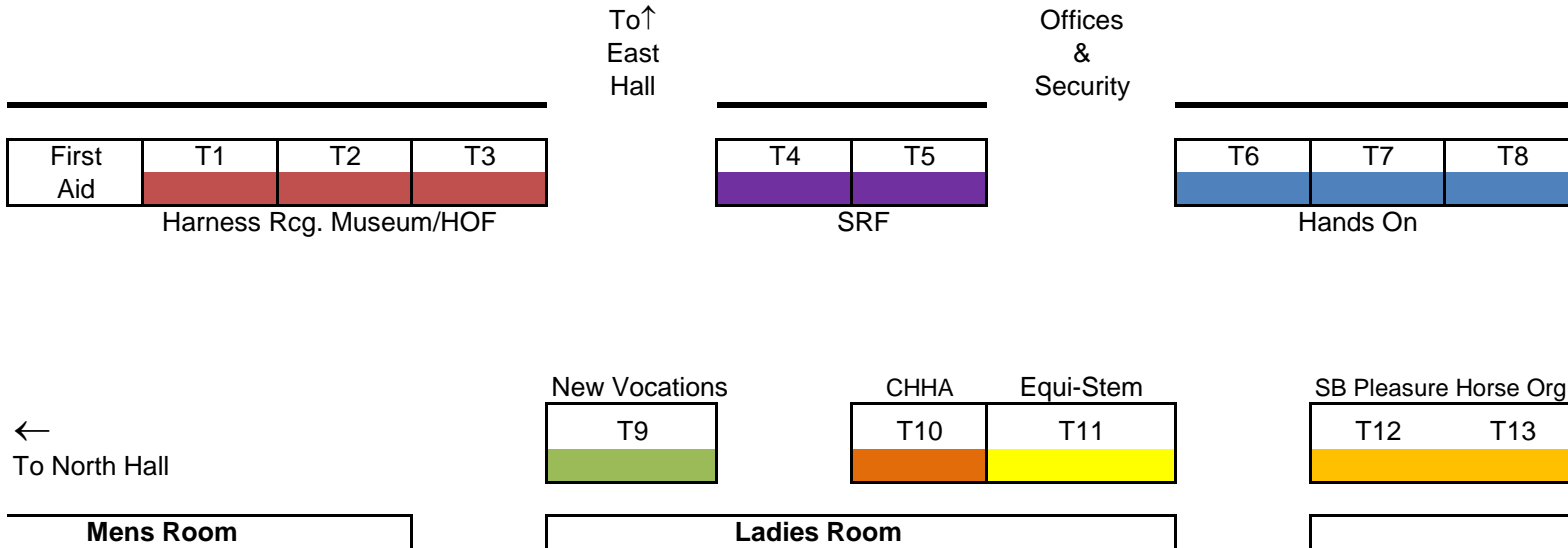 To↑ Offices
East &
Hall Security
First T1 T2 T3 T4 T5 T6 T7 T8
Aid
Harness Rcg. Museum/HOF SRF Hands On
New Vocations CHHA Equi-Stem SB Pleasure Horse Org
← T9 T10 T11 T12 T13
To North Hall
Mens Room Ladies Room